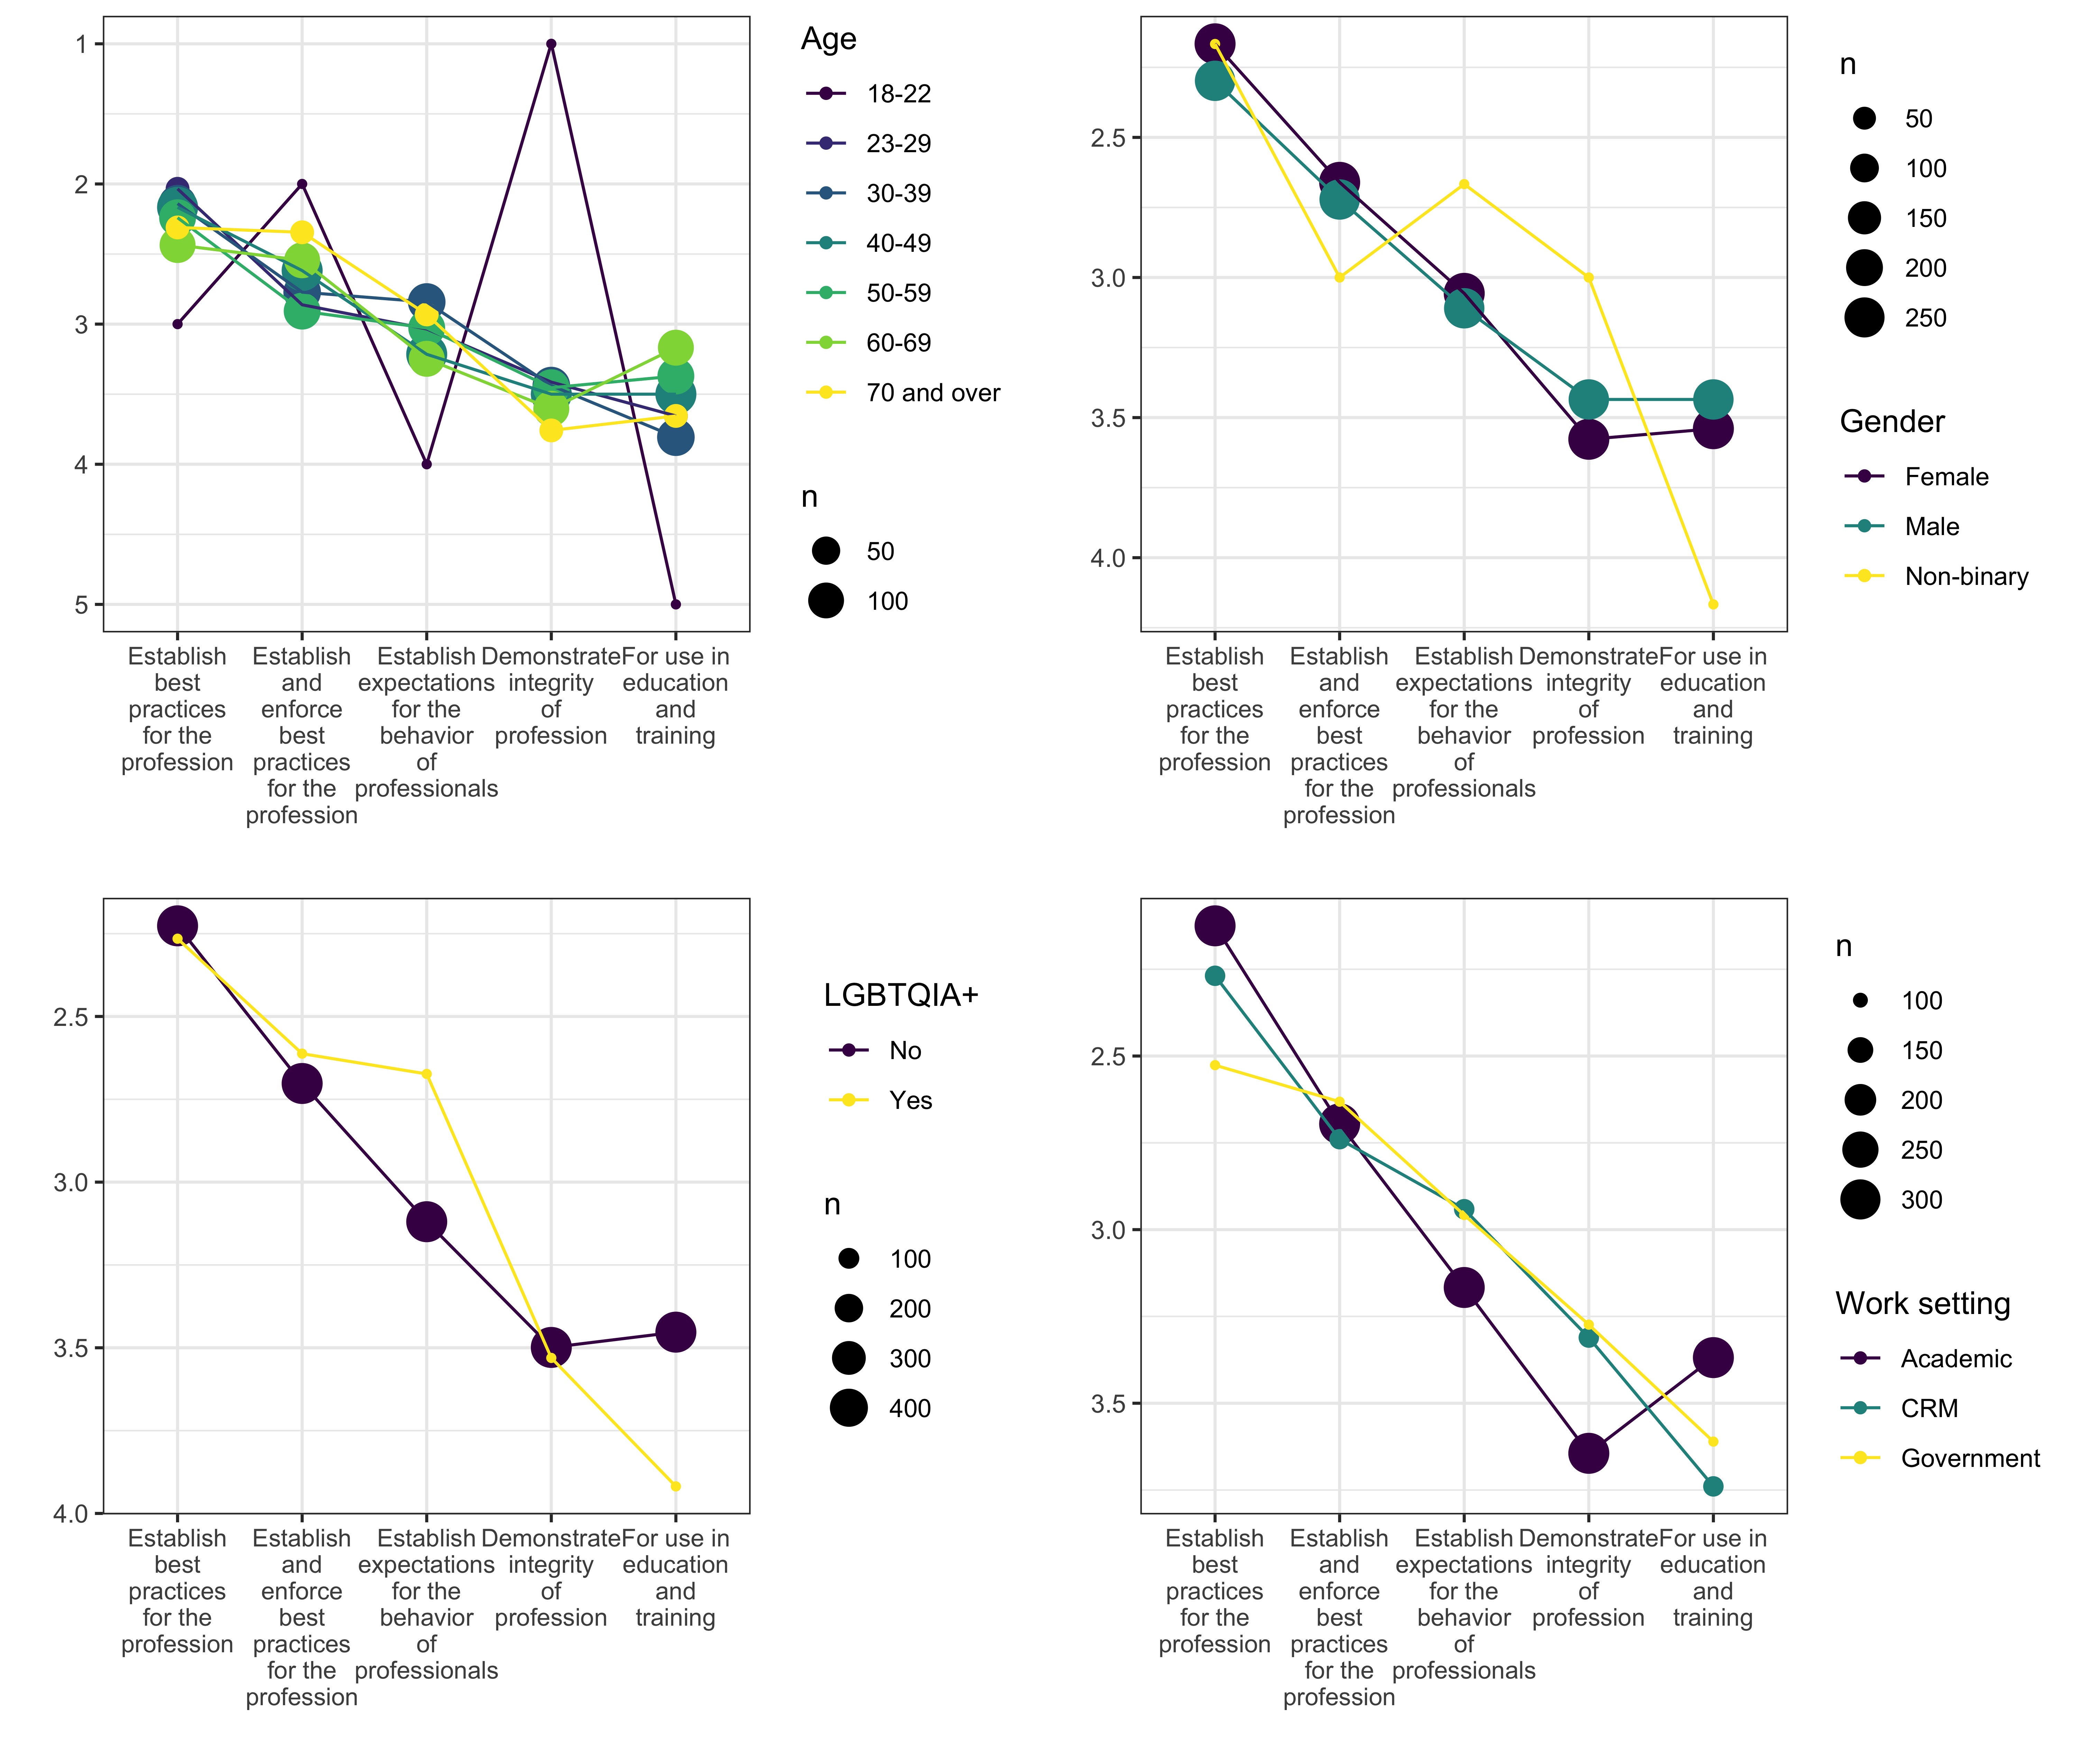 1
2
3
4
5
Establish
best
practices
for the
profession
Establish
and
enforce
best
practices
for the
profession
Establish
expectations
for the
behavior
of
professionals
Demonstrate
integrity
of
profession
For use in
education
and
training
Age
18-22
23-29
30-39
40-49
50-59
60-69
70 and over
n
50
100
2.5
3.0
3.5
4.0
Establish
best
practices
for the
profession
Establish
and
enforce
best
practices
for the
profession
Establish
expectations
for the
behavior
of
professionals
Demonstrate
integrity
of
profession
For use in
education
and
training
n
50
100
150
200
250
Gender
Female
Male
Non-binary
2.5
3.0
3.5
4.0
Establish
best
practices
for the
profession
Establish
and
enforce
best
practices
for the
profession
Establish
expectations
for the
behavior
of
professionals
Demonstrate
integrity
of
profession
For use in
education
and
training
LGBTQIA+
No
Yes
n
100
200
300
400
2.5
3.0
3.5
Establish
best
practices
for the
profession
Establish
and
enforce
best
practices
for the
profession
Establish
expectations
for the
behavior
of
professionals
Demonstrate
integrity
of
profession
For use in
education
and
training
n
100
150
200
250
300
Work setting
Academic
CRM
Government